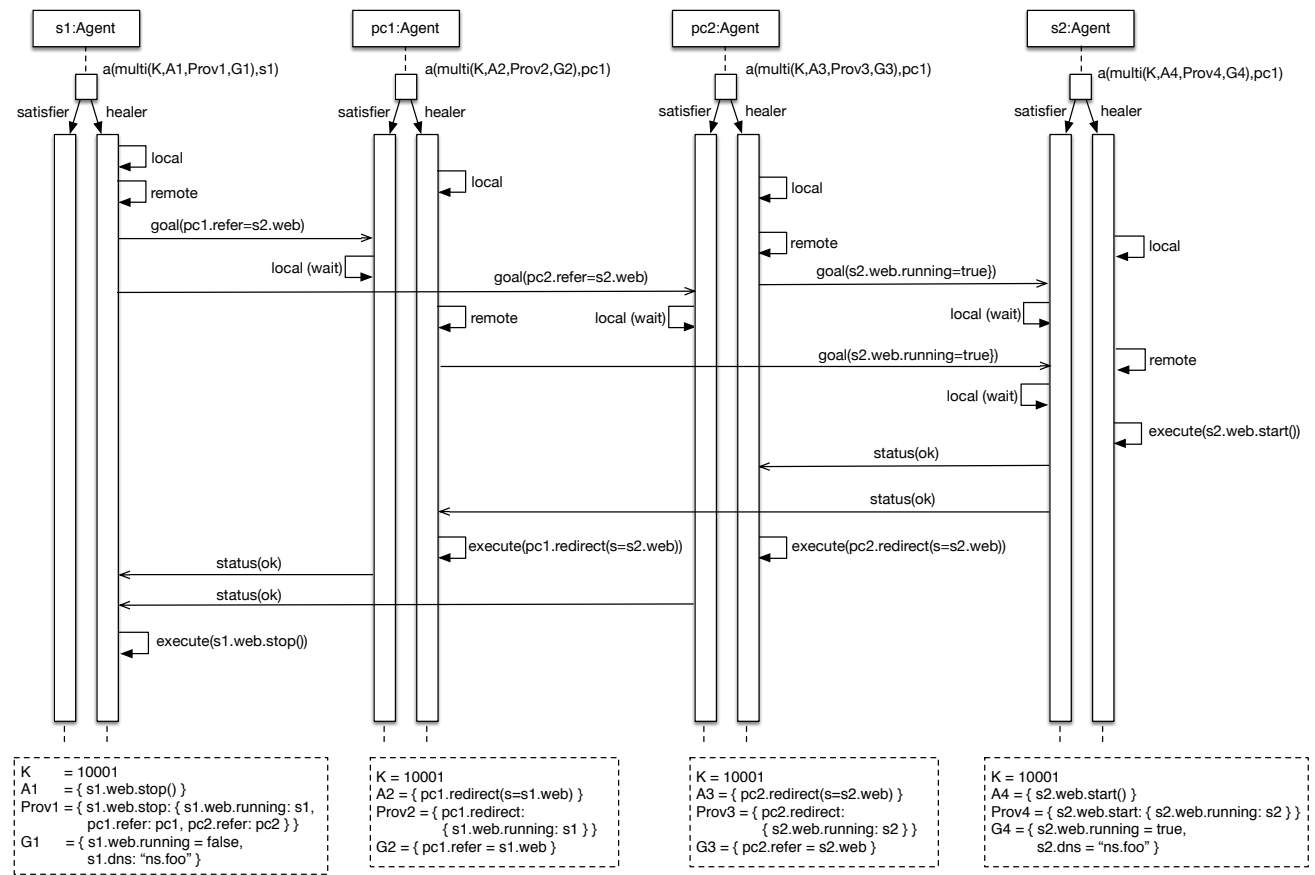 s1:Agent
pc1:Agent
pc2:Agent
s2:Agent
a(multi(K,A1,Prov1,G1),s1)
a(multi(K,A2,Prov2,G2),pc1)
a(multi(K,A3,Prov3,G3),pc1)
a(multi(K,A4,Prov4,G4),pc1)
satisfier
healer
satisfier
healer
satisfier
healer
satisfier
healer
local
local
local
remote
goal(pc1.refer=s2.web)
remote
local
local (wait)
goal(pc2.refer=s2.web)
goal(s2.web.running=true})
remote
local (wait)
local (wait)
goal(s2.web.running=true})
remote
local (wait)
execute(s2.web.start())
status(ok)
status(ok)
execute(pc1.redirect(s=s2.web))
execute(pc2.redirect(s=s2.web))
status(ok)
status(ok)
execute(s1.web.stop())
K = 10001
A1 = { s1.web.stop() }
Prov1 = { s1.web.stop: { s1.web.running: s1,
pc1.refer: pc1, pc2.refer: pc2 } }
G1 = { s1.web.running = false,
s1.dns: “ns.foo” }
K = 10001
A2 = { pc1.redirect(s=s1.web) }
Prov2 = { pc1.redirect:
{ s1.web.running: s1 } }
G2 = { pc1.refer = s1.web }
K = 10001
A3 = { pc2.redirect(s=s2.web) }
Prov3 = { pc2.redirect:
{ s2.web.running: s2 } }
G3 = { pc2.refer = s2.web }
K = 10001
A4 = { s2.web.start() }
Prov4 = { s2.web.start: { s2.web.running: s2 } }
G4 = { s2.web.running = true,
s2.dns = “ns.foo” }